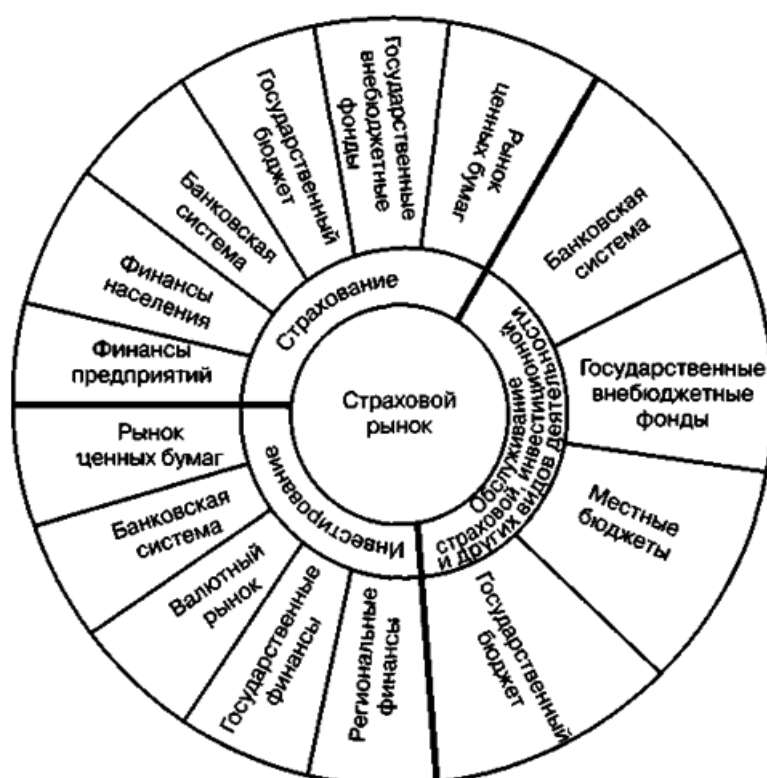 Страховой
рынок
Страхование
Финансы
предприятий
Финансы
населения
Банковская
система
Государственный
бюджет
Государственные
внебюджетные
фонды
Рынок
ценных бумаг
Обслуживание
страховой, инвестиционной
и других видов деятельности
Банковская
система
Государственные
внебюджетные
фонды
Местные
бюджеты
Государственный
бюджет
Инвестирование
Рынок
ценных бумаг
Банковская
система
Валютный
рынок
Государственные
финансы
Региональные
финансы